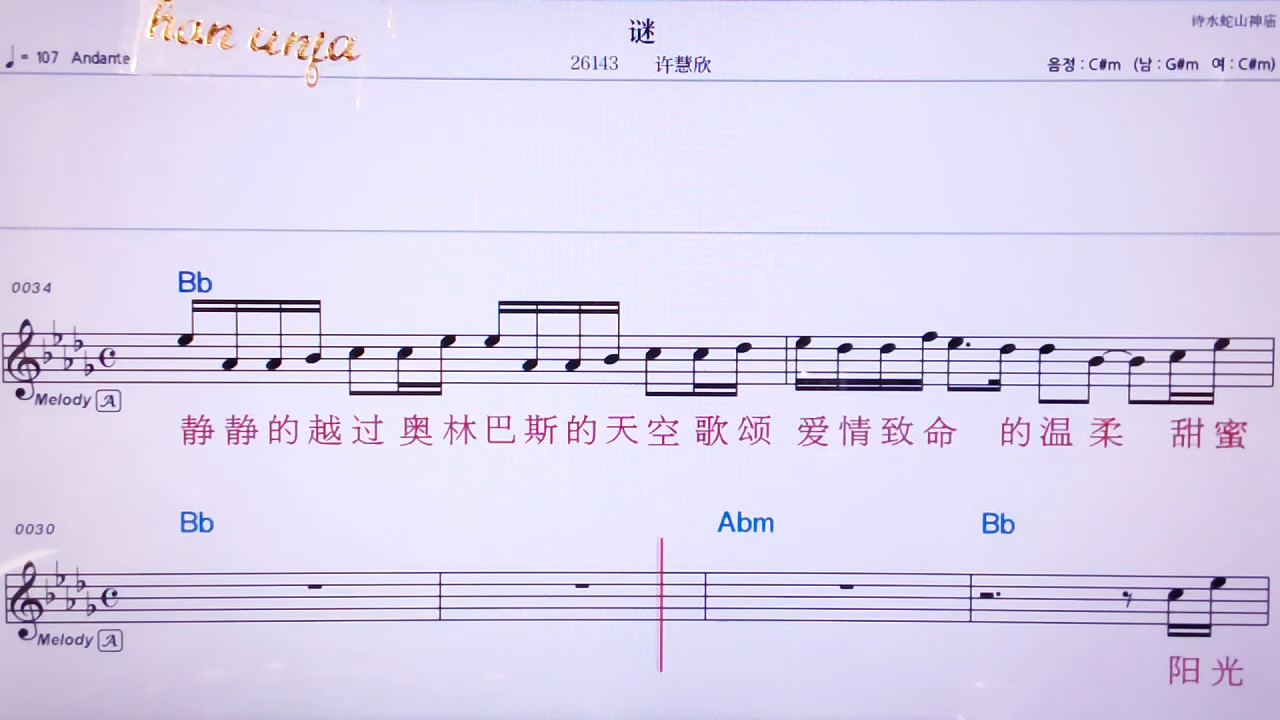 han unja
谜
诗水蛇山神庙
♩= 107 Andante
26143 许慧欣
음정 : C#m (남 : G#m 여 : C#m)
0034
Bb
Melody A
静静的越过奥林巴斯的天空歌颂 爱情致命 的温柔 甜蜜
0030
Bb Abm Bb
Melody A
阳光